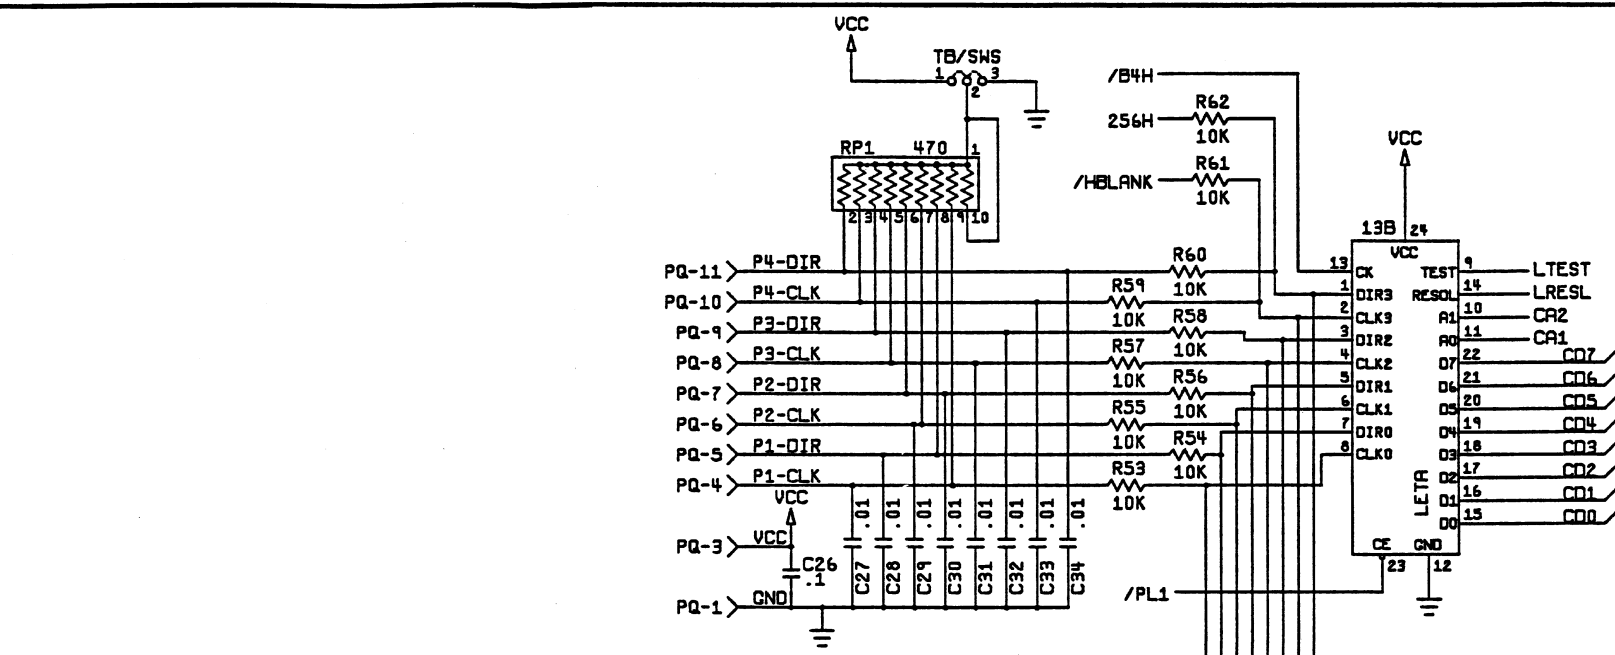 VCC
TB/SWS
1 3
2
/B4H
R62
256H
10K
VCC
RP1 470 1
R61
/HBLANK
10K
2 3 4 5 6 7 8 9 10
13B 24
VCC
PQ-11 P4-DIR R60 10K
PQ-10 P4-CLK R59 10K
PQ-9 P3-DIR R58 10K
PQ-8 P3-CLK R57 10K
PQ-7 P2-DIR R56 10K
PQ-6 P2-CLK R55 10K
PQ-5 P1-DIR R54 10K
PQ-4 P1-CLK R53 10K
13 CK TEST 9 LTEST
1 DIR3 RESOL 14 LRESL
2 CLK3 A1 10 CA2
3 DIR2 A0 11 CA1
4 CLK2 D7 22 CD7
5 DIR1 D6 21 CD6
6 CLK1 D5 20 CD5
7 DIR0 D4 19 CD4
8 CLK0 D3 18 CD3
D2 17 CD2
D1 16 CD1
D0 15 CD0
LETA
CE GND
23 12
/PL1
VCC
PQ-3 VCC
C26
.1
PQ-1 GND
.01 .01 .01 .01 .01 .01 .01 .01
C27 C28 C29 C30 C31 C32 C33 C34